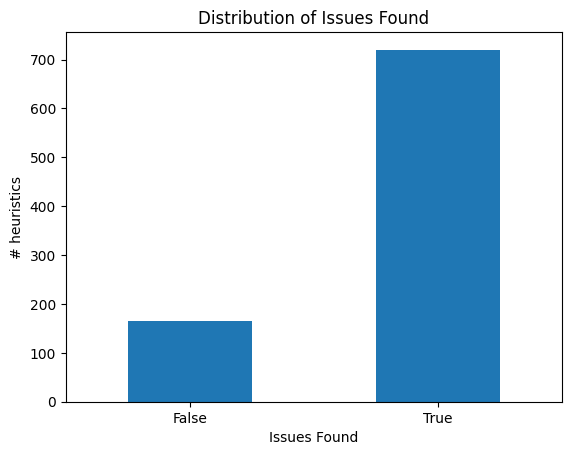 Distribution of Issues Found
# heuristics
700
600
500
400
300
200
100
0
False True
Issues Found